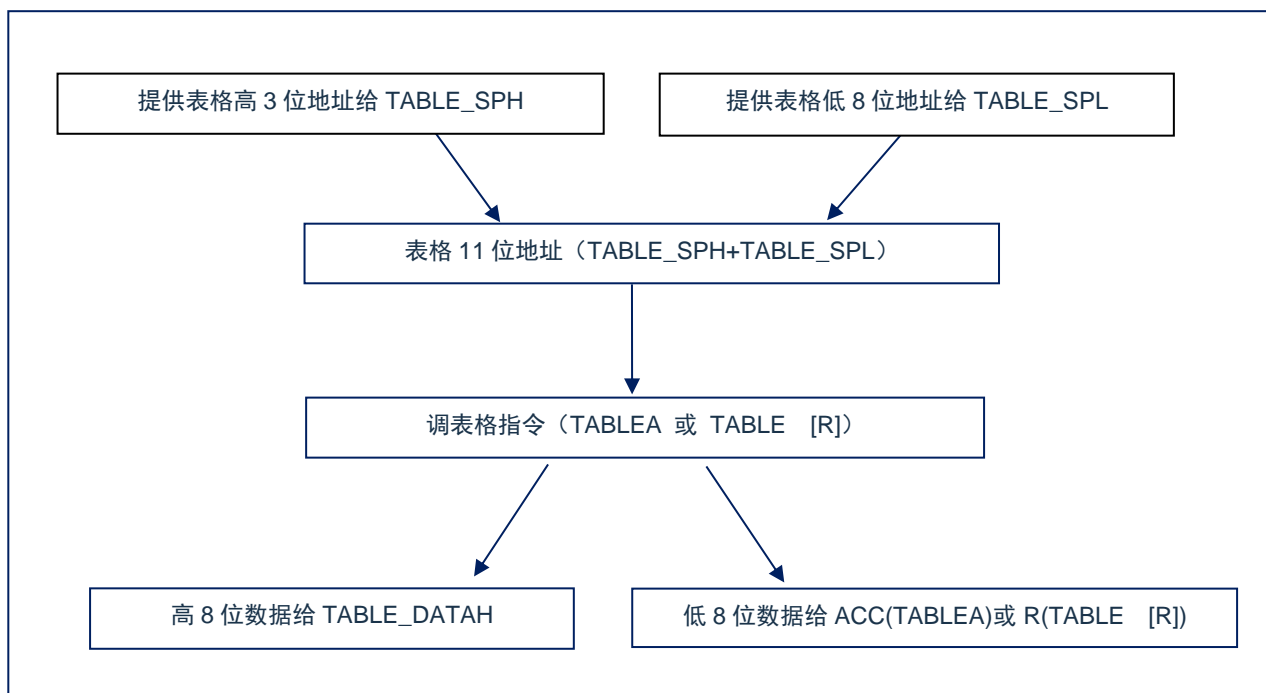 提供表格高 3 位地址给 TABLE_SPH
提供表格低 8 位地址给 TABLE_SPL
表格 11 位地址（TABLE_SPH+TABLE_SPL）
调表格指令（TABLEA 或 TABLE [R]）
高 8 位数据给 TABLE_DATAH
低 8 位数据给 ACC(TABLEA)或 R(TABLE [R])